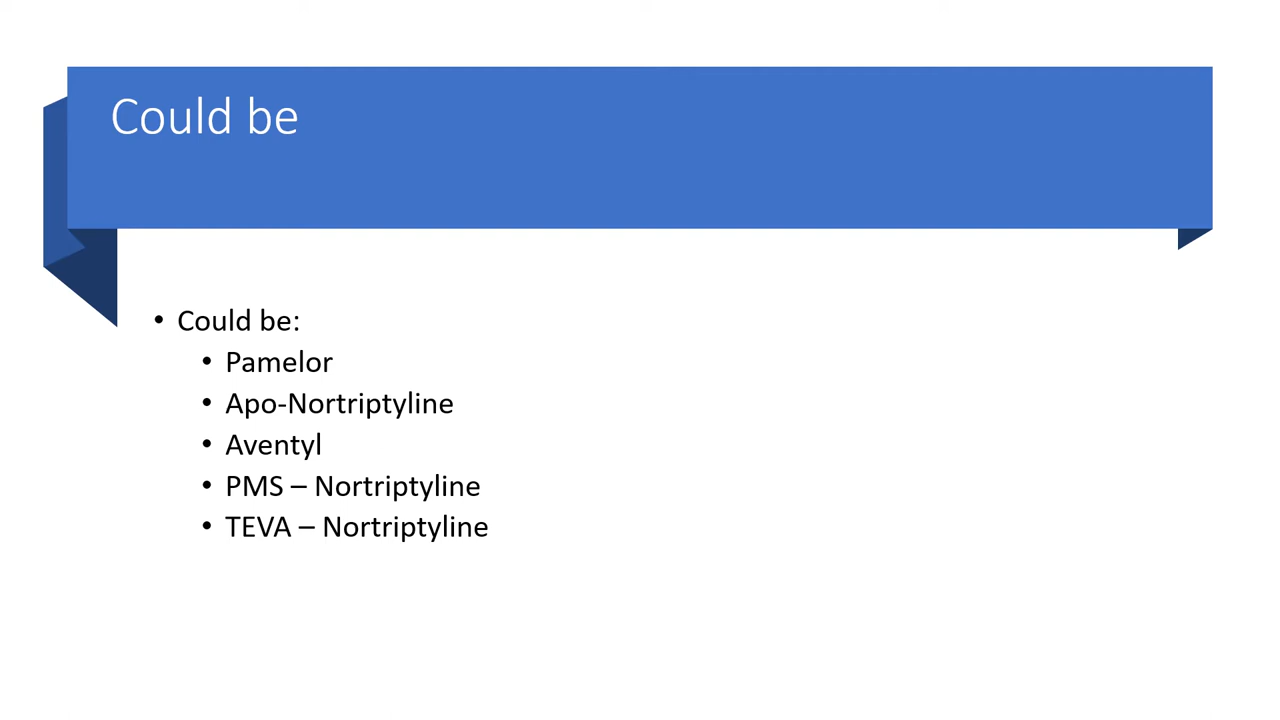 Could be
• Could be:
• Pamelor
• Apo-Nortriptyline
• Aventyl
• PMS – Nortriptyline
• TEVA – Nortriptyline